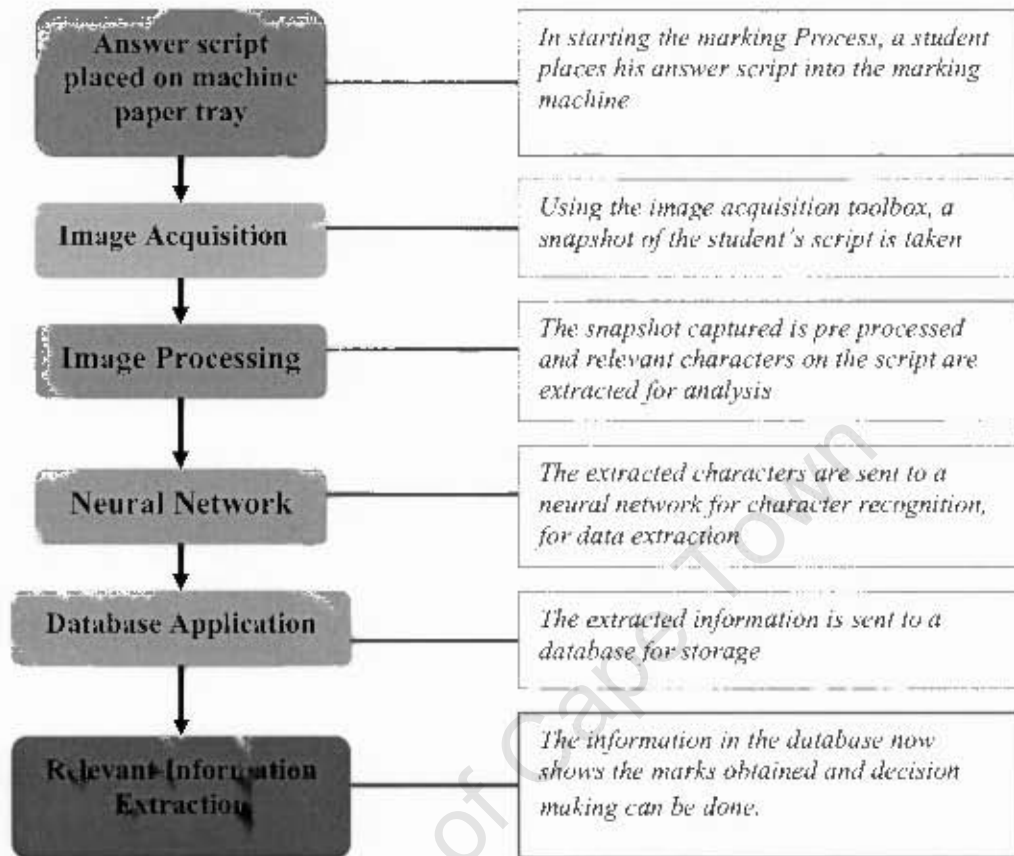 Answer script
placed on machine
paper tray
In starting the marking Process, a student
places his answer script into the marking
machine
Image Acquisition
Using the image acquisition toolbox, a
snapshot of the student's script is taken
Image Processing
The snapshot captured is pre processed
and relevant characters on the script are
extracted for analysis
Neural Network
The extracted characters are sent to a
neural network for character recognition,
for data extraction
Database Application
The extracted information is sent to a
database for storage
Relevant Information
Extraction
The information in the database now
shows the marks obtained and decision
making can be done.
of Cape Town